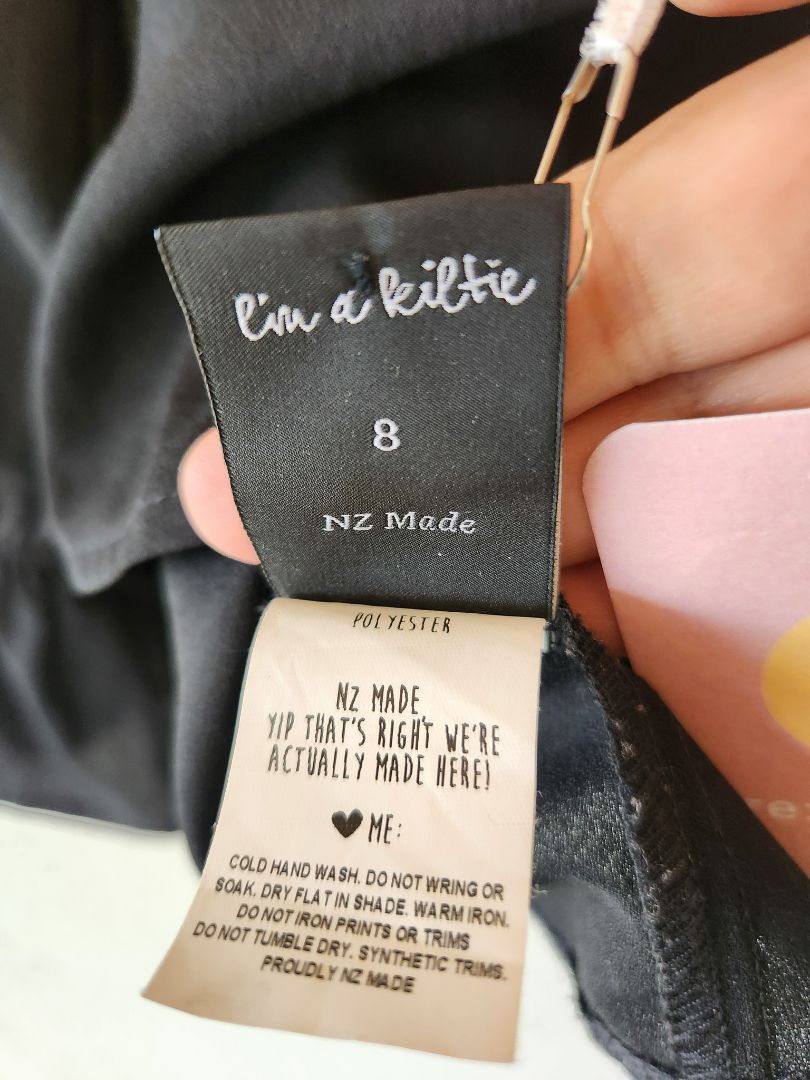 I'm a kiltie
8
NZ Made
POLYESTER
NZ MADE
YIP THAT'S RIGHT WE'RE
ACTUALLY MADE HERE!
♥ ME:
COLD HAND WASH. DO NOT WRING OR
SOAK. DRY FLAT IN SHADE. WARM IRON.
DO NOT IRON PRINTS OR TRIMS
DO NOT TUMBLE DRY. SYNTHETIC TRIMS.
PROUDLY NZ MADE